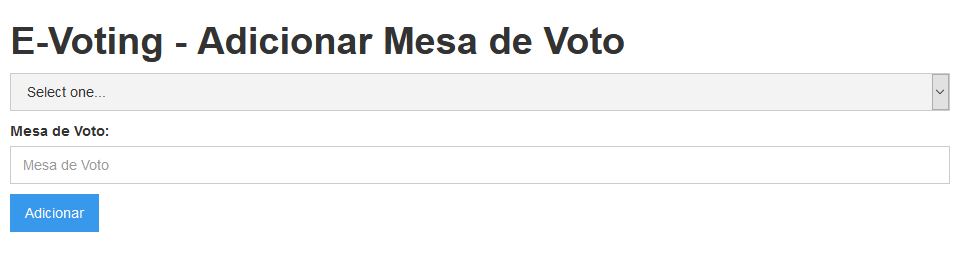 E-Voting - Adicionar Mesa de Voto
Select one...
Mesa de Voto:
Mesa de Voto
Adicionar